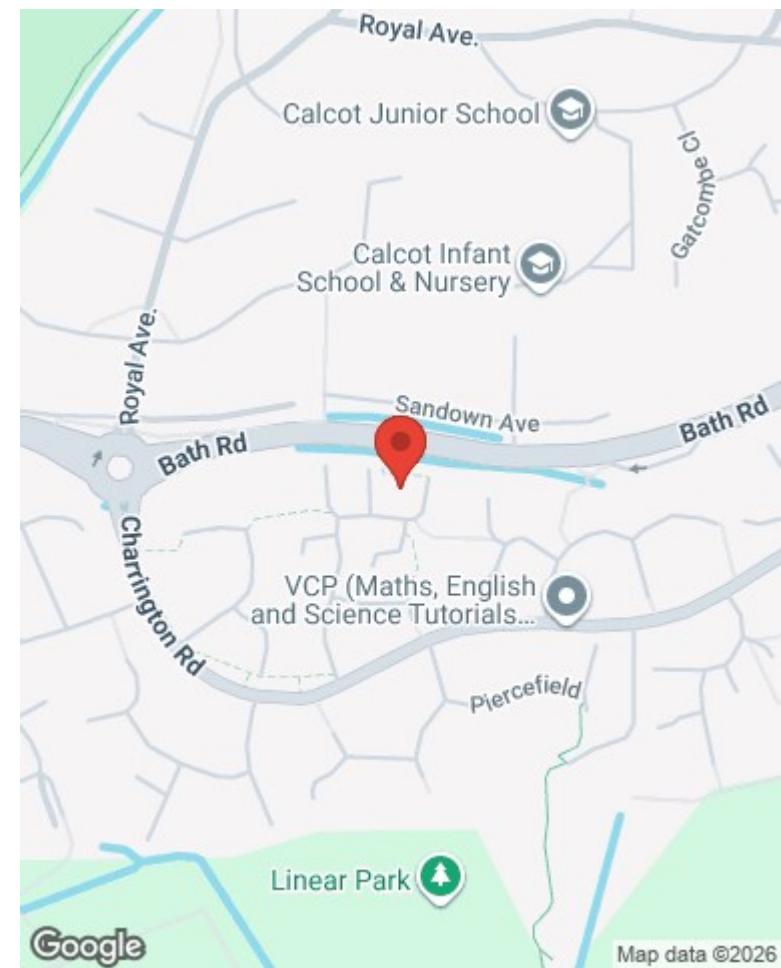 Royal Ave.
Calcot Junior School
Gatcombe Cl
Calcot Infant
School & Nursery
Royal Ave.
Sandown Ave
Bath Rd
Bath Rd
Charrington Rd
VCP (Maths, English
and Science Tutorials...
Piercefield
Linear Park
Google
Map data ©2026